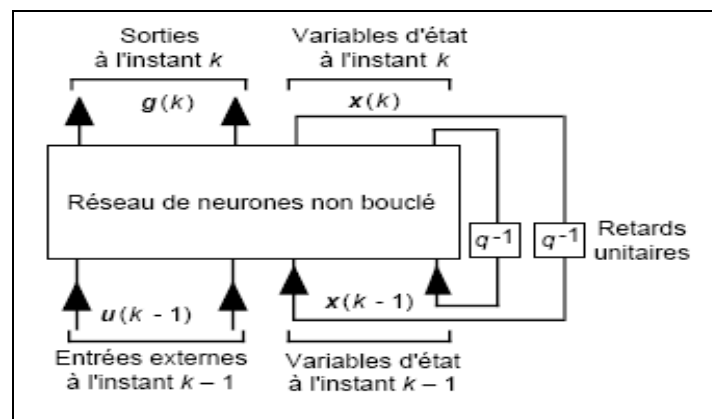 Sorties
à l'instant k
Variables d'état
à l'instant k
g(k)
x(k)
Réseau de neurones non bouclé
q-1
q-1
Retards
unitaires
u(k - 1)
x(k - 1)
Entrées externes
à l'instant k – 1
Variables d'état
à l'instant k – 1